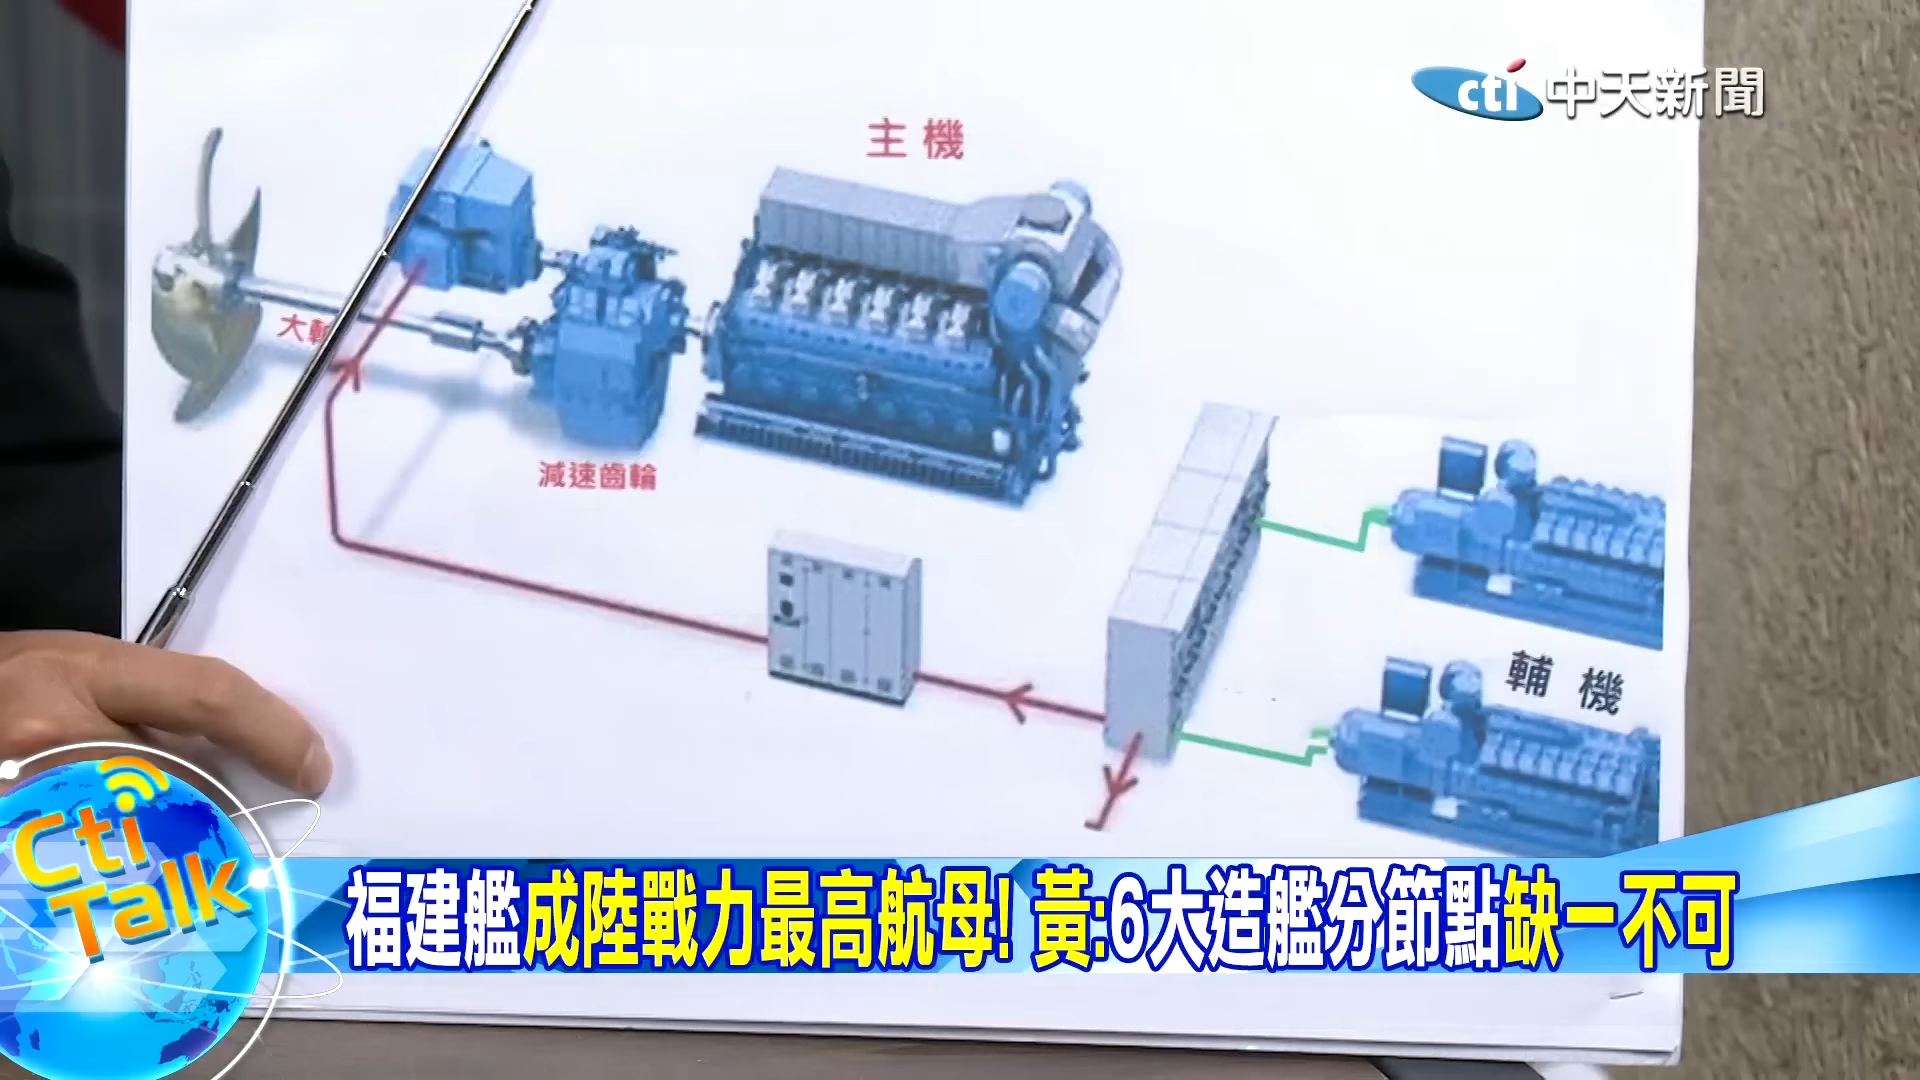 cti 中天新聞
主機
大軸
減速齒輪
輔機
Cti
Talk
福建艦成陸戰力最高航母! 黃:6大造艦分節點缺一不可